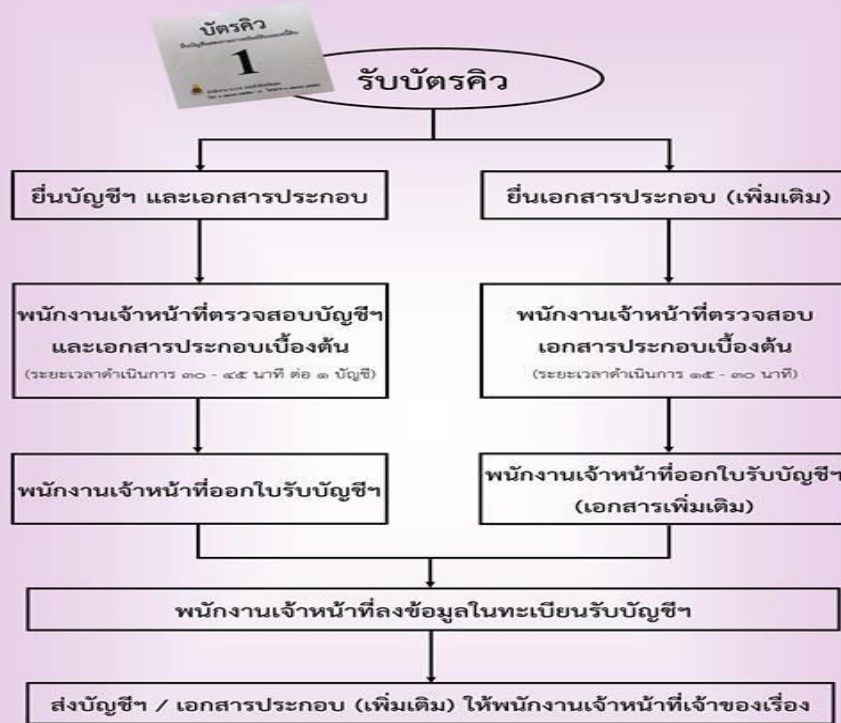 บัตรคิว
1
รับบัตรคิว
ยื่นบัญชีฯ และเอกสารประกอบ
ยื่นเอกสารประกอบ (เพิ่มเติม)
พนักงานเจ้าหน้าที่ตรวจสอบบัญชีฯ
และเอกสารประกอบเบื้องต้น
(ระยะเวลาดำเนินการ ๓๐ - ๔๕ นาที ต่อ ๑ บัญชี)
พนักงานเจ้าหน้าที่ตรวจสอบ
เอกสารประกอบเบื้องต้น
(ระยะเวลาดำเนินการ ๑๕ - ๓๐ นาที)
พนักงานเจ้าหน้าที่ออกใบรับบัญชีฯ
พนักงานเจ้าหน้าที่ออกใบรับบัญชีฯ
(เอกสารเพิ่มเติม)
พนักงานเจ้าหน้าที่ลงข้อมูลในทะเบียนรับบัญชีฯ
ส่งบัญชีฯ / เอกสารประกอบ (เพิ่มเติม) ให้พนักงานเจ้าหน้าที่เจ้าของเรื่อง